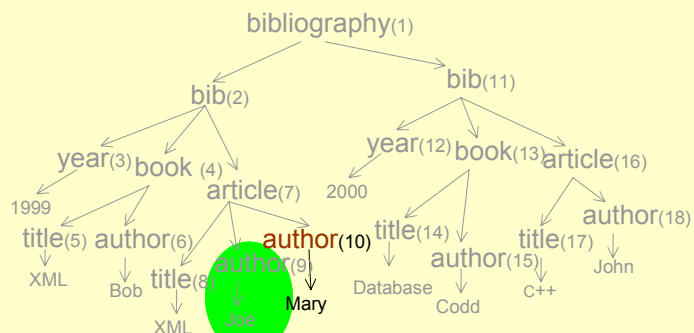 bibliography(1)
bib(2)
bib(11)
year(3) book (4) article(7)
year(12) book(13) article(16)
1999
2000
title(5) author(6) title(8) author(9) author(10)
title(14) author(15) title(17) author(18)
XML Bob XML Joe Mary
Database Codd C++ John